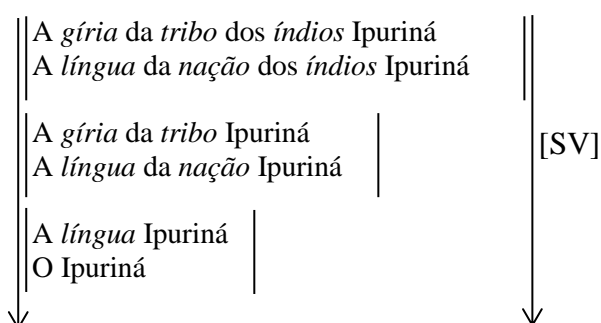 A gíria da tribo dos índios Ipuriná
A língua da nação dos índios Ipuriná
A gíria da tribo Ipuriná
A língua da nação Ipuriná
[SV]
A língua Ipuriná
O Ipuriná